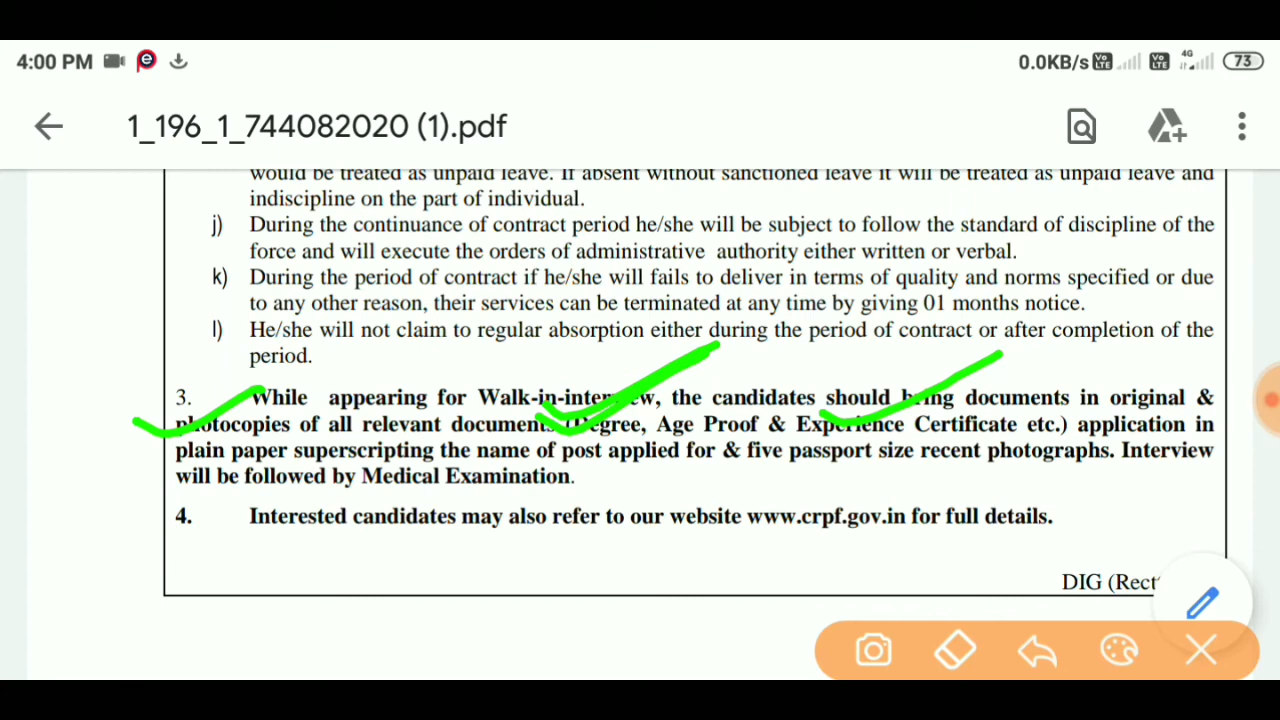 4:00 PM
0.0KB/s Vo LTE Vo LTE 4G 73
1_196_1_744082020 (1).pdf
would be treated as unpaid leave. If absent without sanctioned leave it will be treated as unpaid leave and
indiscipline on the part of individual.
j) During the continuance of contract period he/she will be subject to follow the standard of discipline of the
force and will execute the orders of administrative authority either written or verbal.
k) During the period of contract if he/she will fails to deliver in terms of quality and norms specified or due
to any other reason, their services can be terminated at any time by giving 01 months notice.
l) He/she will not claim to regular absorption either during the period of contract or after completion of the
period.
3. While appearing for Walk-in-interview, the candidates should bring documents in original &
photocopies of all relevant documents (Degree, Age Proof & Experience Certificate etc.) application in
plain paper superscripting the name of post applied for & five passport size recent photographs. Interview
will be followed by Medical Examination.
4. Interested candidates may also refer to our website www.crpf.gov.in for full details.
DIG (Rect